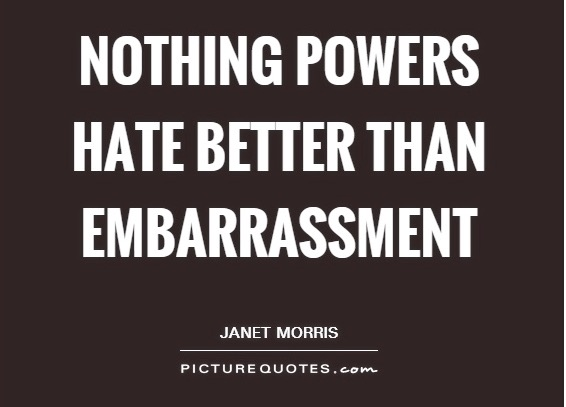 NOTHING POWERS
HATE BETTER THAN
EMBARRASSMENT
JANET MORRIS
PICTUREQUOTES.com